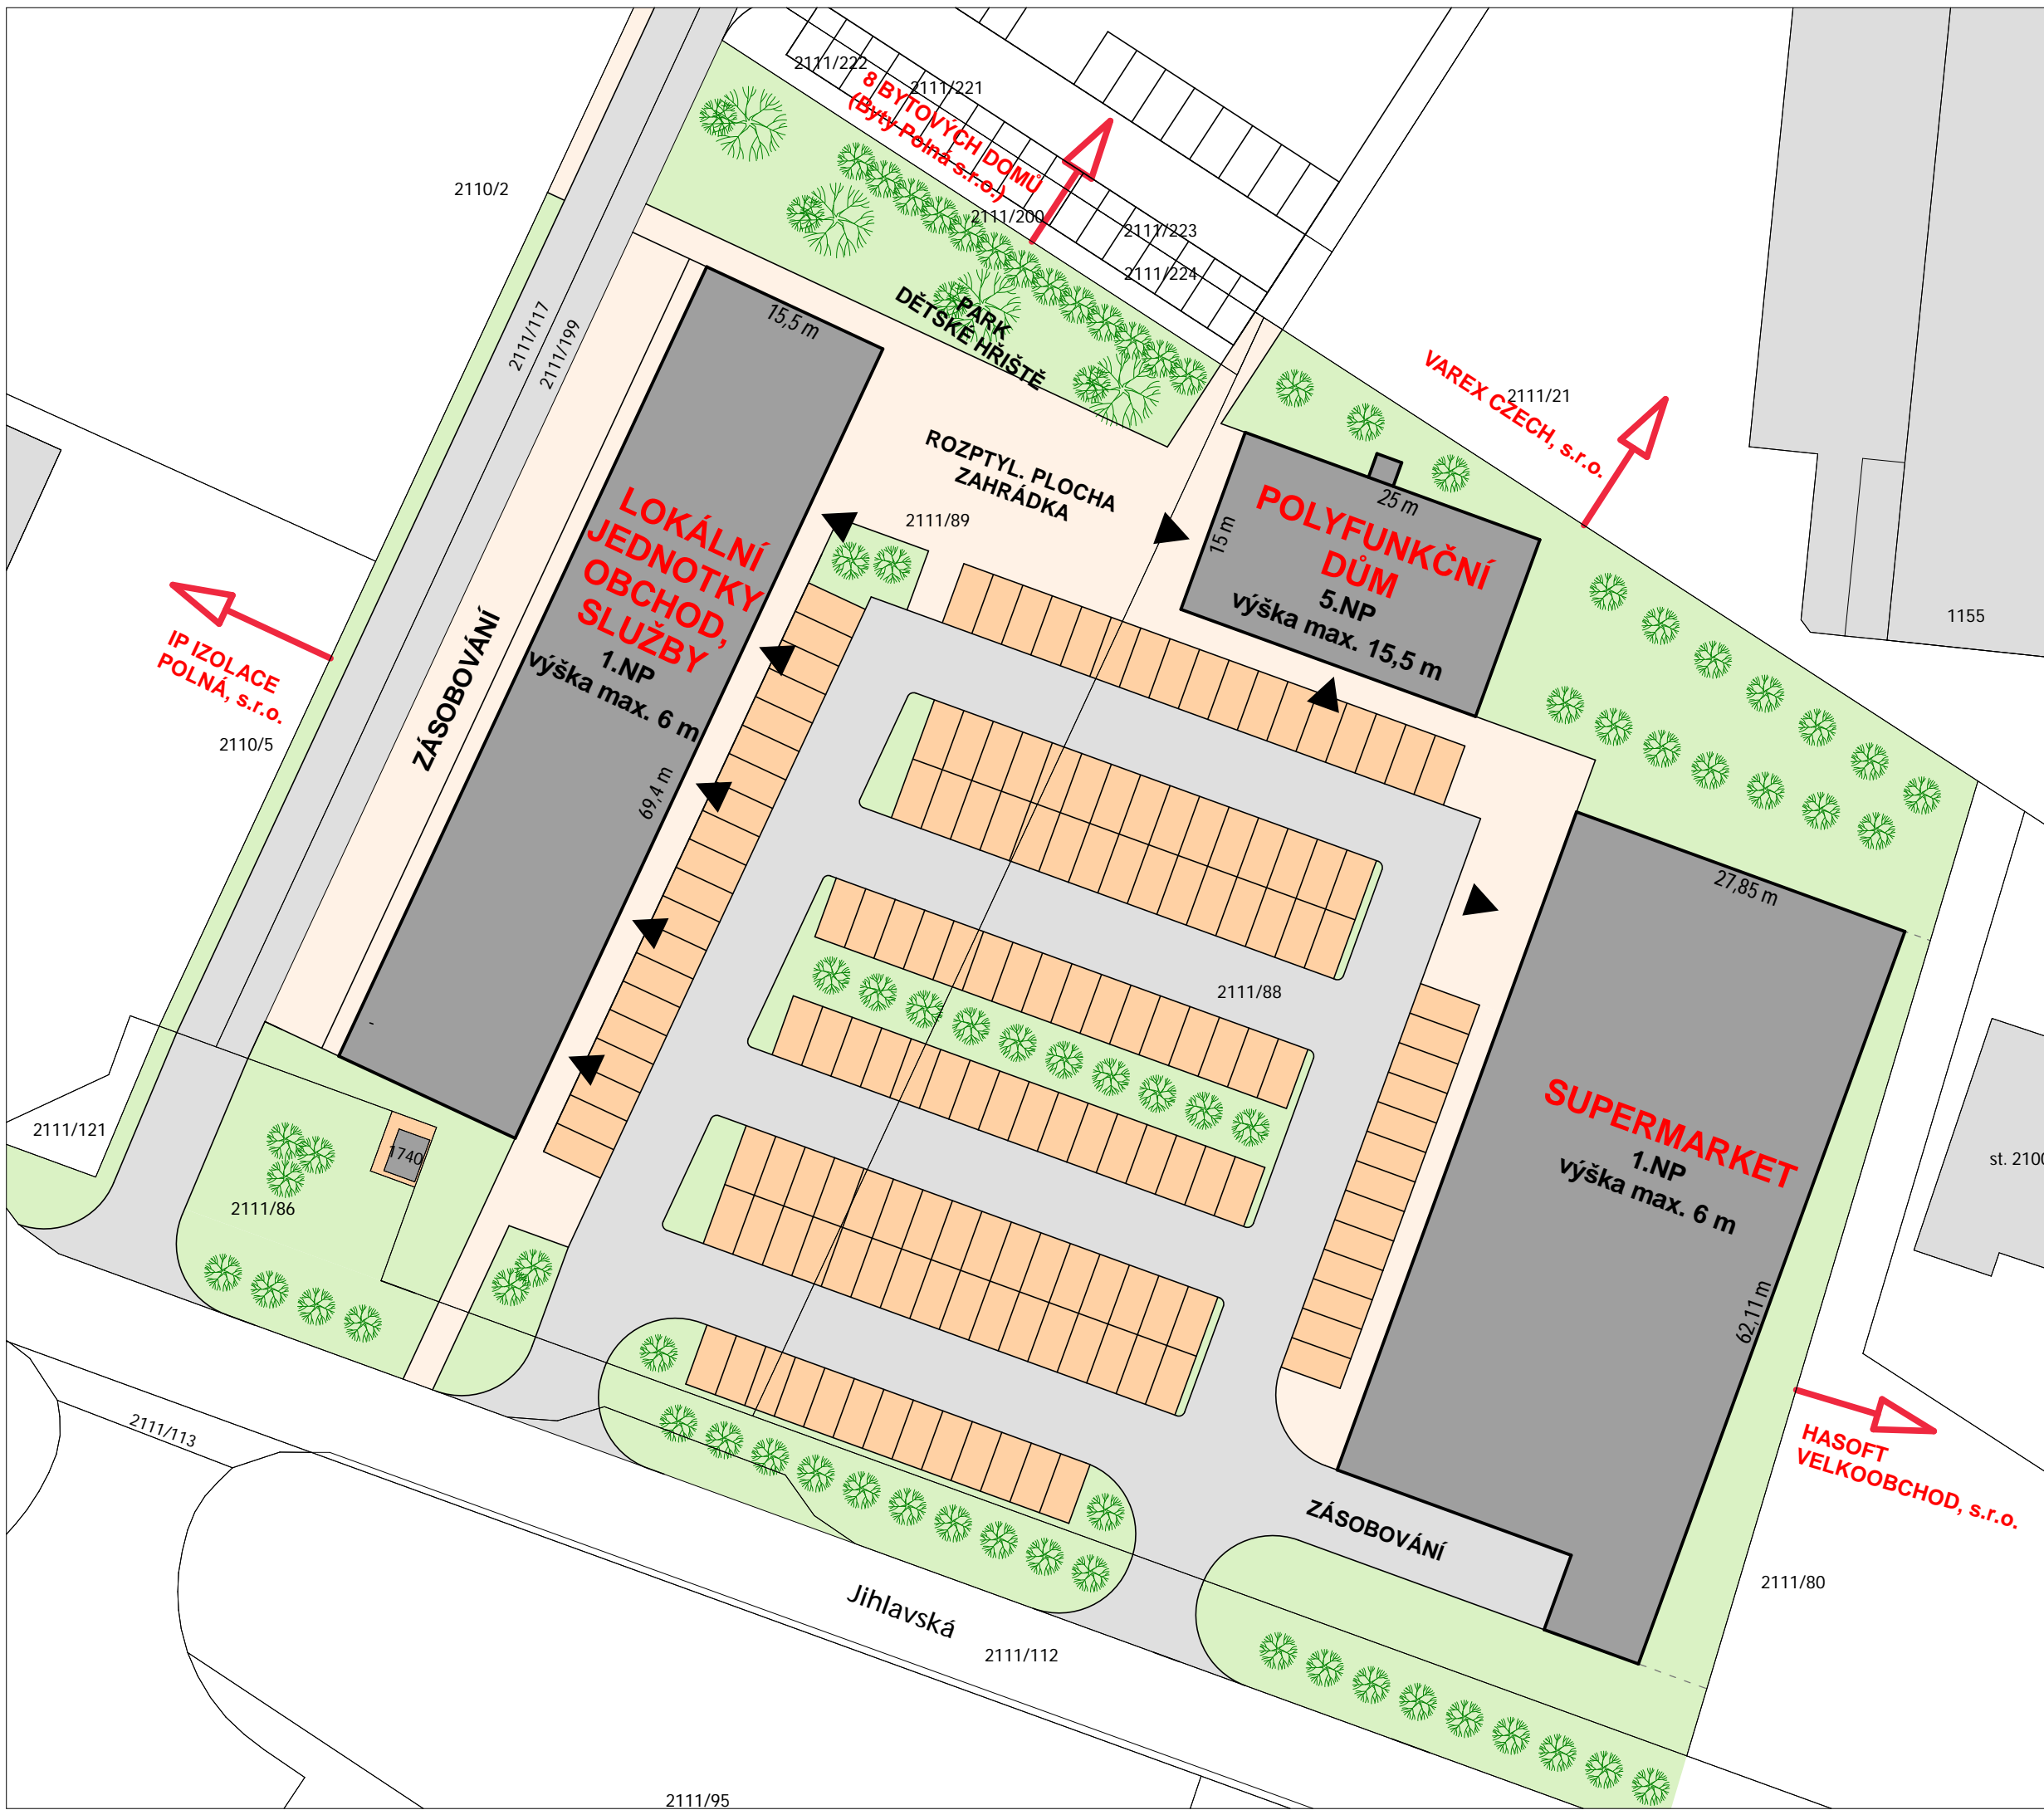 2111/222
2111/221
8 BYTOVÝCH DOMŮ
(Byty Polná s.r.o.)
2110/2
2111/200
2111/223
2111/224
15,5 m
PARK
DĚTSKÉ HŘIŠTĚ
2111/117
2111/199
VAREX CZECH, s.r.o.
2111/21
ROZPTYL. PLOCHA
ZAHRÁDKA
2111/89
25 m
15 m
POLYFUNKČNÍ
DŮM
5.NP
výška max. 15,5 m
LOKÁLNÍ
JEDNOTKY
OBCHOD,
SLUŽBY
1.NP
výška max. 6 m
69,4 m
ZÁSOBOVÁNÍ
1155
IP IZOLACE
POLNÁ, s.r.o.
2110/5
27,85 m
2111/88
2111/121
1740
2111/86
SUPERMARKET
1.NP
výška max. 6 m
62,11 m
st. 2100
HASOFT
VELKOOBCHOD, s.r.o.
2111/113
ZÁSOBOVÁNÍ
2111/80
Jihlavská
2111/112
2111/95